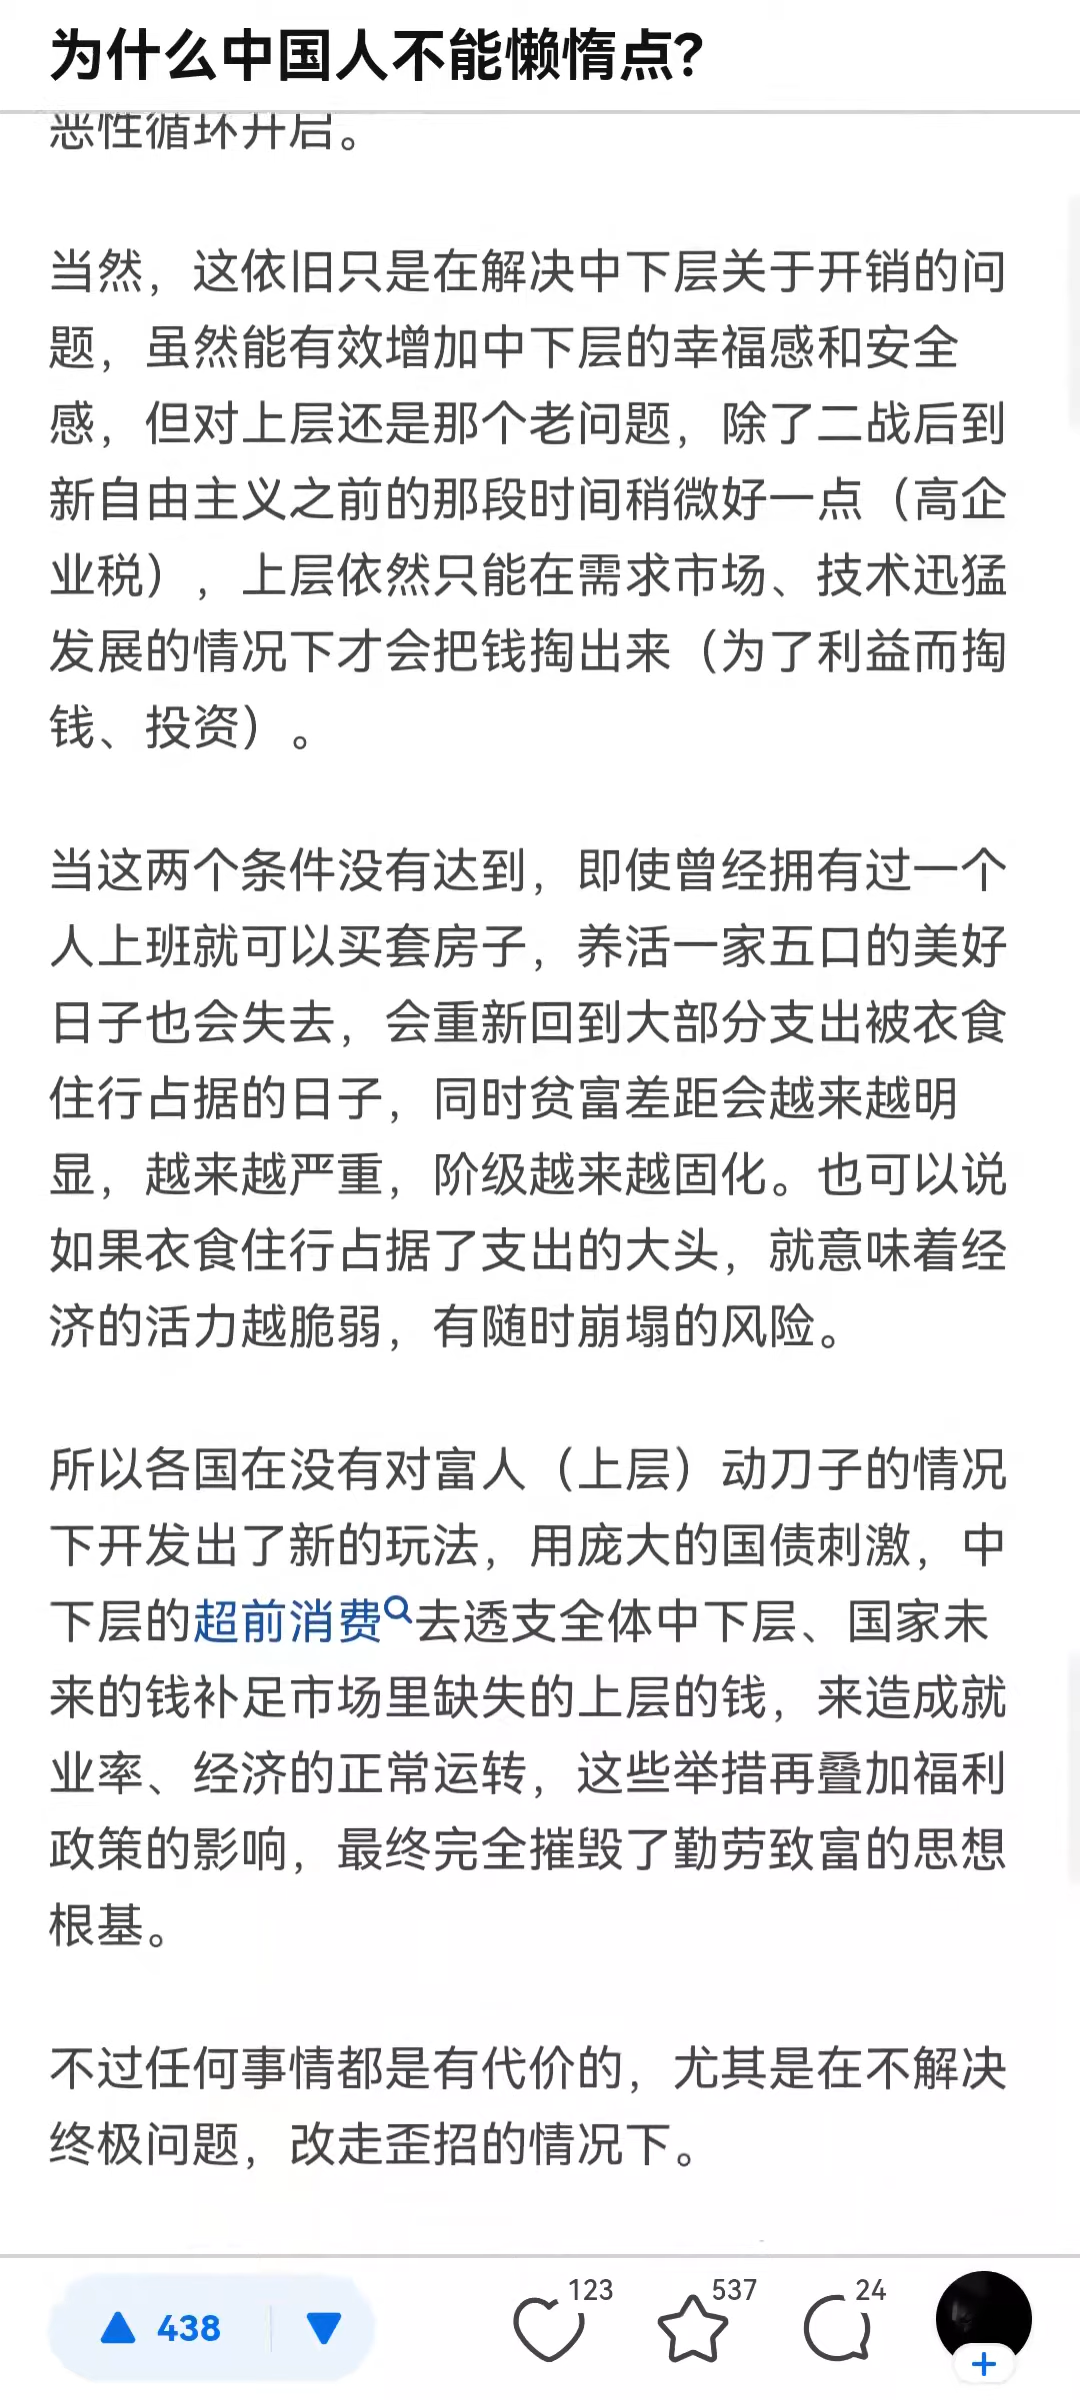 为什么中国人不能懒惰点?
恶性循环开启。
当然，这依旧只是在解决中下层关于开销的问
题，虽然能有效增加中下层的幸福感和安全
感，但对上层还是那个老问题，除了二战后到
新自由主义之前的那段时间稍微好一点（高企
业税），上层依然只能在需求市场、技术迅猛
发展的情况下才会把钱掏出来（为了利益而掏
钱、投资）。
当这两个条件没有达到，即使曾经拥有过一个
人上班就可以买套房子，养活一家五口的美好
日子也会失去，会重新回到大部分支出被衣食
住行占据的日子，同时贫富差距会越来越明
显，越来越严重，阶级越来越固化。也可以说
如果衣食住行占据了支出的大头，就意味着经
济的活力越脆弱，有随时崩塌的风险。
所以各国在没有对富人（上层）动刀子的情况
下开发出了新的玩法，用庞大的国债刺激，中
下层的超前消费去透支全体中下层、国家未
来的钱补足市场里缺失的上层的钱，来造成就
业率、经济的正常运转，这些举措再叠加福利
政策的影响，最终完全摧毁了勤劳致富的思想
根基。
不过任何事情都是有代价的，尤其是在不解决
终极问题，改走歪招的情况下。
438
123
537
24